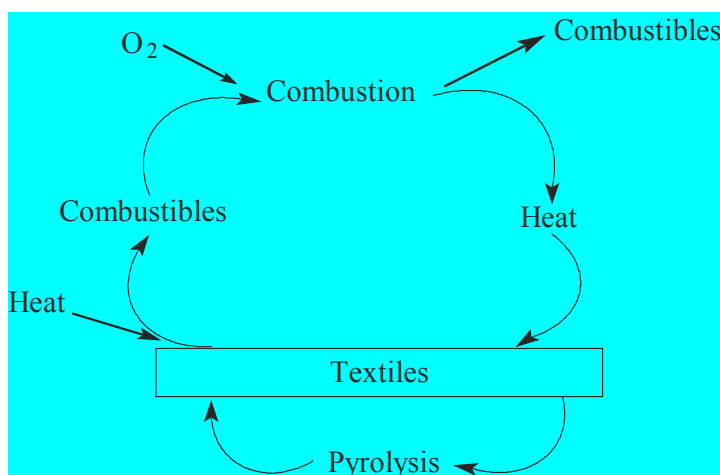 Combustibles
O2
Combustion
Combustibles
Heat
Heat
Textiles
Pyrolysis